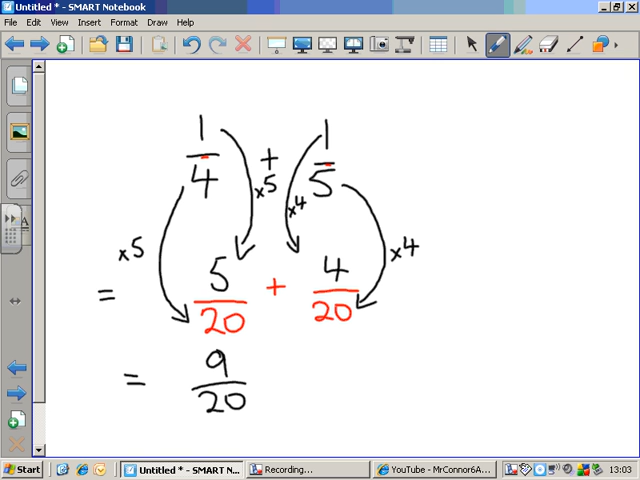 Untitled * - SMART Notebook
File Edit View Insert Format Draw Help
1 + 1
4 x5 x4 5
x5 x4
= 5 + 4
20 20
= 9
20
Start Untitled * - SMART N... Recording... YouTube - MrConnor6A... 13:03